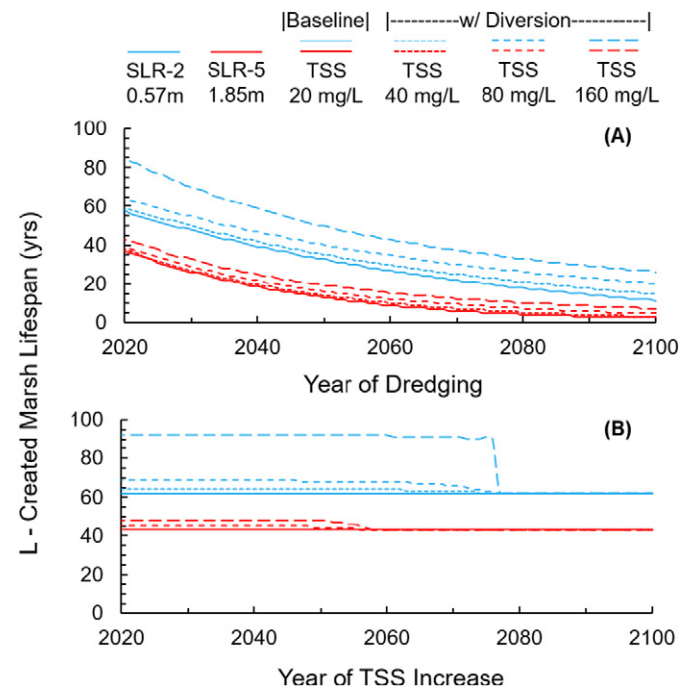 |Baseline| |----------w/ Diversion-----------|
SLR-2 SLR-5 TSS TSS TSS TSS
0.57m 1.85m 20 mg/L 40 mg/L 80 mg/L 160 mg/L
(A)
100
80
60
40
20
0
2020 2040 2060 2080 2100
Year of Dredging
L - Created Marsh Lifespan (yrs)
(B)
100
80
60
40
20
0
2020 2040 2060 2080 2100
Year of TSS Increase